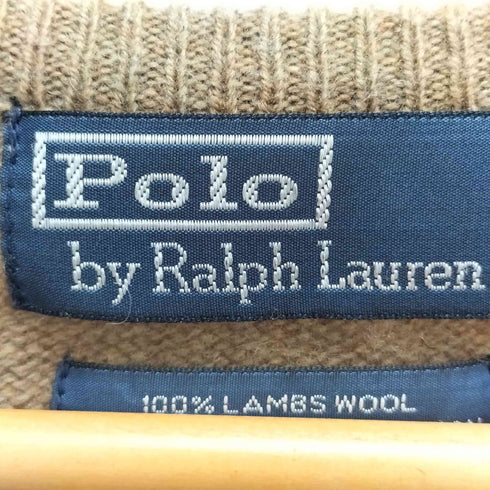 Polo
by Ralph Lauren
100% LAMBS WOOL